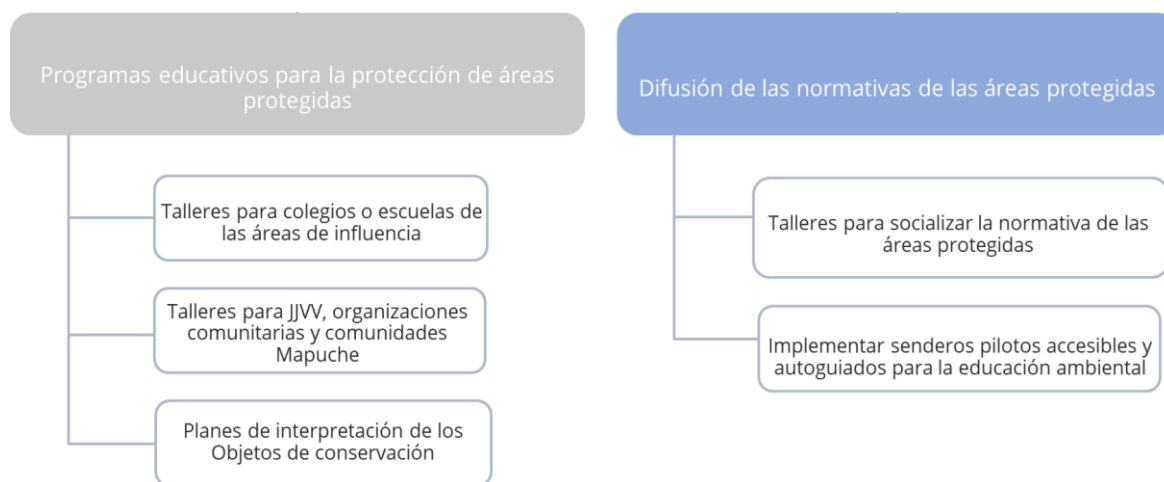 Programas educativos para la protección de áreas
protegidas
Talleres para colegios o escuelas de
las áreas de influencia
Talleres para JJVV, organizaciones
comunitarias y comunidades
Mapuche
Planes de interpretación de los
Objetos de conservación
Difusión de las normativas de las áreas protegidas
Talleres para socializar la normativa de las
áreas protegidas
Implementar senderos pilotos accesibles y
autoguiados para la educación ambiental